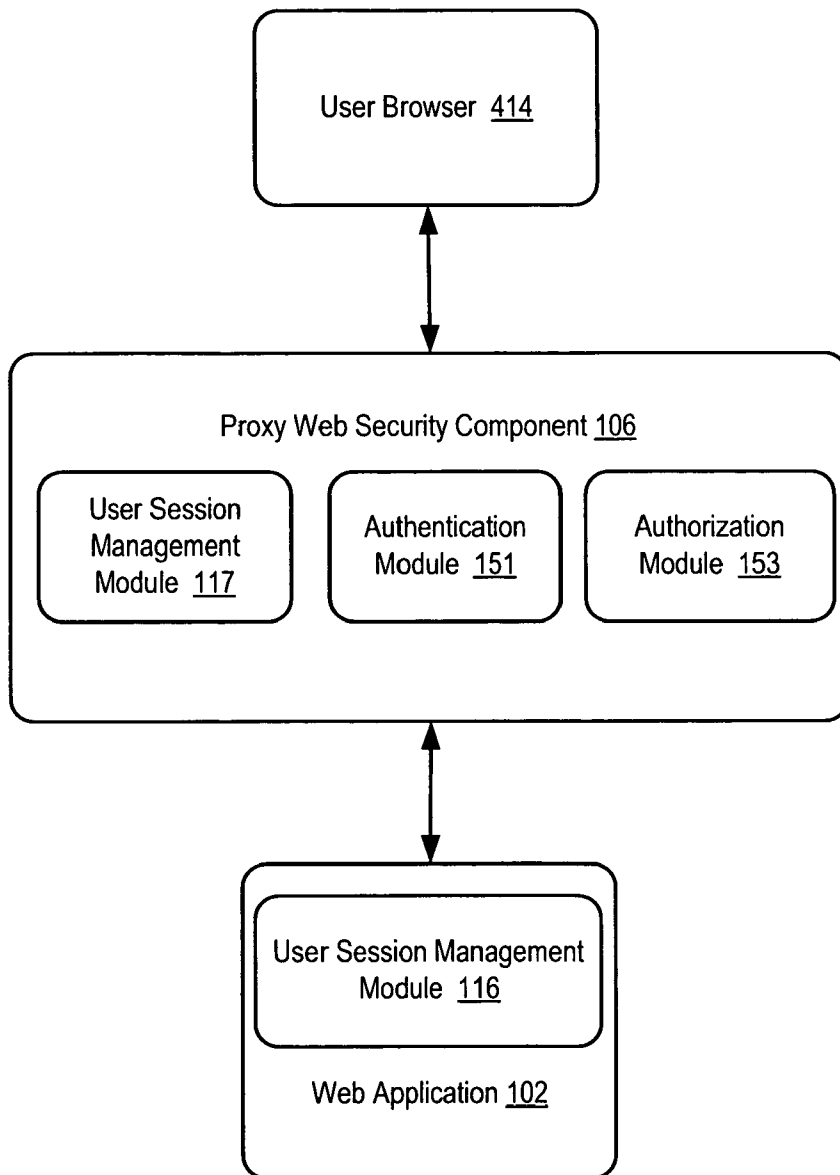 User Browser 414
Proxy Web Security Component 106
User Session
Management
Module 117
Authentication
Module 151
Authorization
Module 153
User Session Management
Module 116
Web Application 102